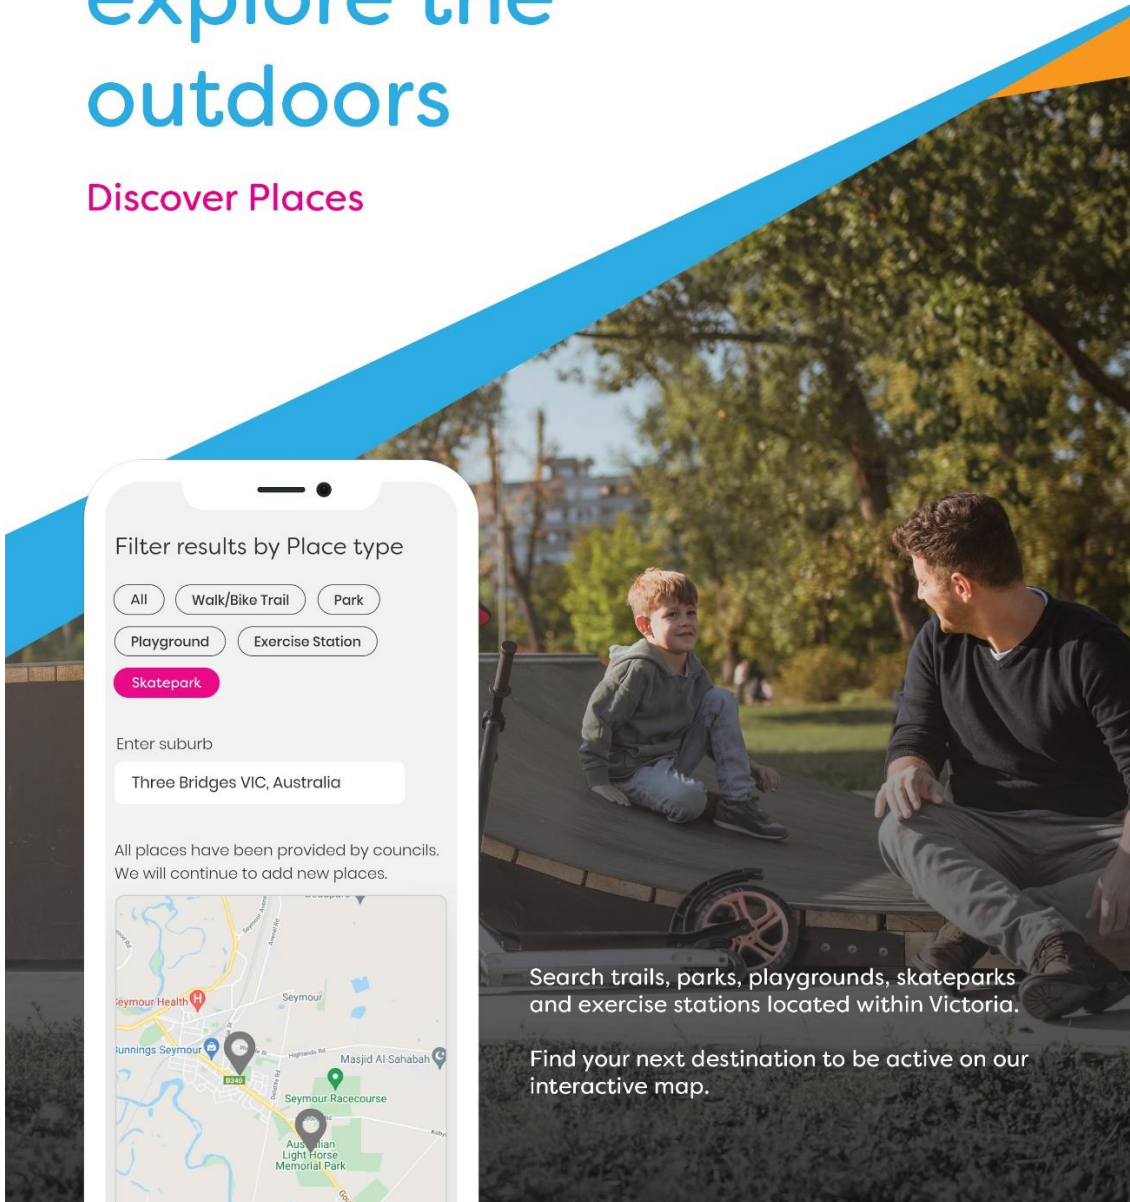 explore the
outdoors
Discover Places
Filter results by Place type
All
Walk/Bike Trail
Park
Playground
Exercise Station
Skatepark
Enter suburb
Three Bridges VIC, Australia
All places have been provided by councils.
We will continue to add new places.
Seymour Health
Seymour
Bunnings Seymour
Highlands Rd
Masjid Al-Sahabah
B340
Seymour Racecourse
Australian
Light Horse
Memorial Park
Search trails, parks, playgrounds, skateparks
and exercise stations located within Victoria.
Find your next destination to be active on our
interactive map.